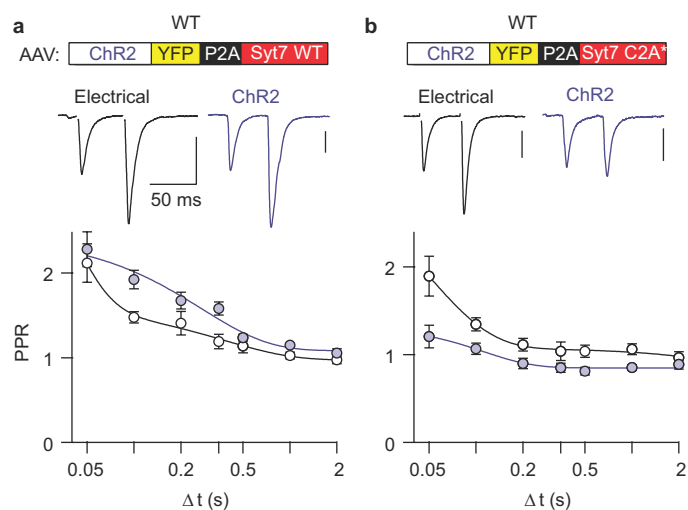 a
WT
AAV: ChR2 YFP P2A Syt7 WT
Electrical ChR2
50 ms
PPR
2
1
0
0.05 0.2 0.5 2
Δ t (s)
b
WT
ChR2 YFP P2A Syt7 C2A*
Electrical ChR2
2
1
0
0.05 0.2 0.5 2
Δ t (s)